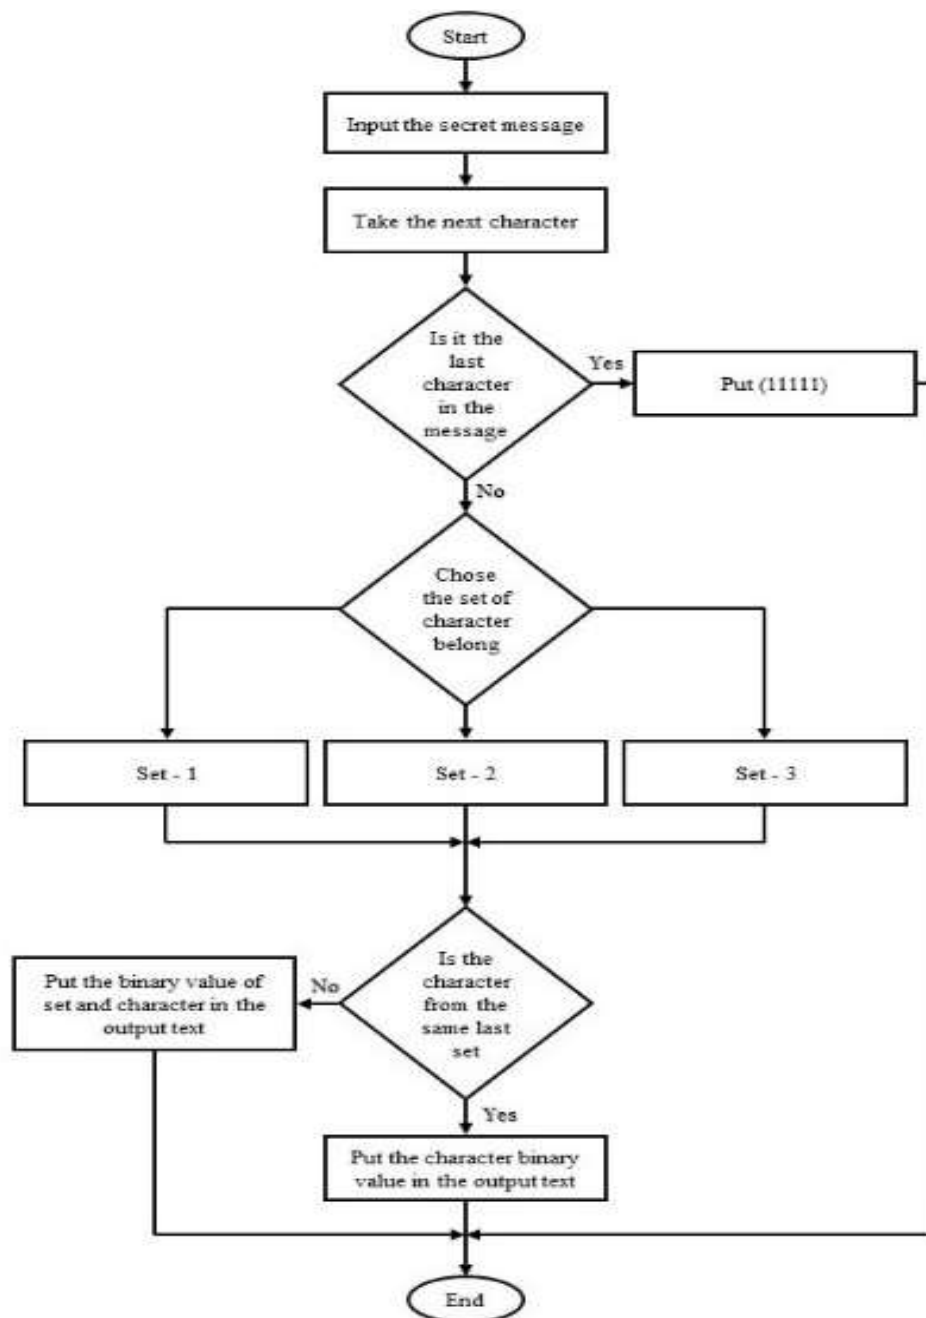 Start
Input the secret message
Take the next character
Is it the
last
character
in the
message
Yes
Put (11111)
No
Chose
the set of
character
belong
Set - 1
Set - 2
Set - 3
Is the
character
from the
same last
set
No
Put the binary value of
set and character in the
output text
Yes
Put the character binary
value in the output text
End